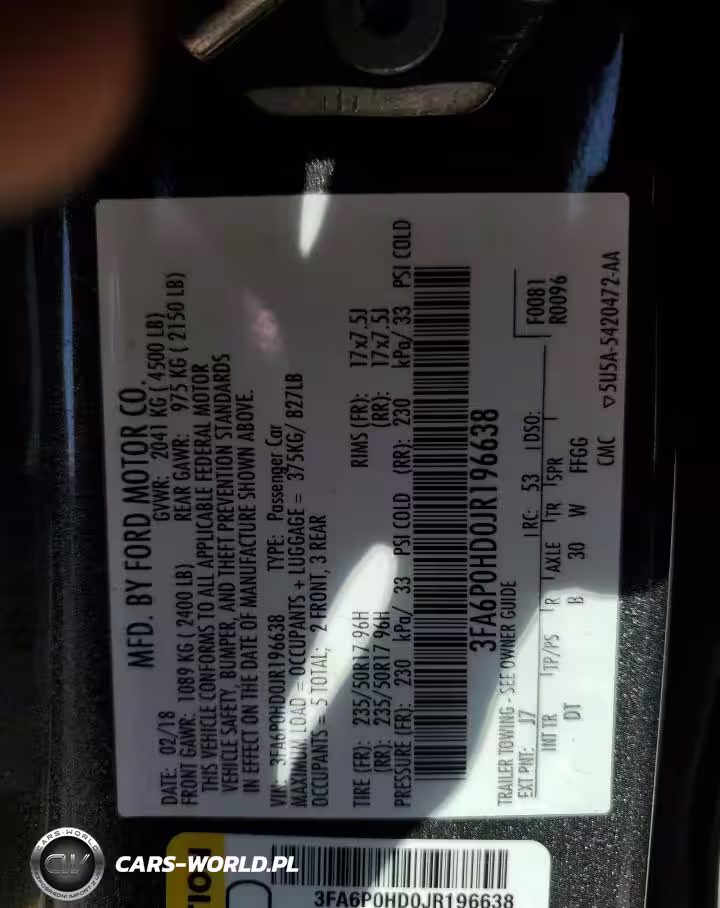 MFD. BY FORD MOTOR CO.
DATE: 02/18 GVWR: 2041 KG ( 4500 LB)
FRONT GAWR: 1089 KG ( 2400 LB) REAR GAWR: 975 KG ( 2150 LB)
THIS VEHICLE CONFORMS TO ALL APPLICABLE FEDERAL MOTOR
VEHICLE SAFETY, BUMPER, AND THEFT PREVENTION STANDARDS
IN EFFECT ON THE DATE OF MANUFACTURE SHOWN ABOVE.
VIN: 3FA6P0HD0JR196638 TYPE: Passenger Car
MAXIMUM LOAD = OCCUPANTS + LUGGAGE = 375KG/ 827LB
OCCUPANTS = 5 TOTAL; 2 FRONT, 3 REAR
TIRE (FR): 235/50R17 96H RIMS (FR): 17x7.5J
(RR): 235/50R17 96H (RR): 17x7.5J
PRESSURE (FR): 230 kPa/ 33 PSI COLD (RR): 230 kPa/ 33 PSI COLD
3FA6P0HD0JR196638
TRAILER TOWING - SEE OWNER GUIDE
EXT PNT: J7 RC: 53 DSO: F0081
R0096
INT TR TP/PS R AXLE TR SPR
DT B 30 W FFGG
CMC ▽5U5A-5420472-AA
TION
3FA6P0HD0JR196638
CARS-WORLD
CW
CARS-WORLD.PL